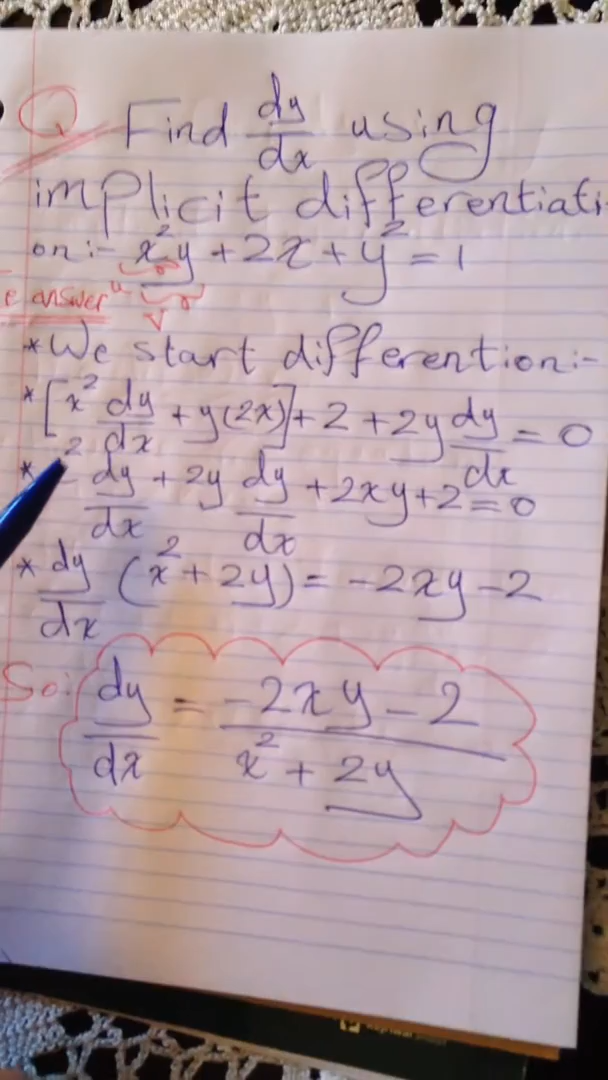 Q Find dy/dx using
implicit differentiati
on:- x²y + 2x + y² = 1
answer u v
*We start differention:-
*[x² dy/dx + y(2x)] + 2 + 2y dy/dx = 0
* 2 dy/dx + 2y dy/dx + 2xy + 2 = 0
* dy/dx (x² + 2y) = -2xy - 2
So: dy/dx = -2xy - 2 / x² + 2y